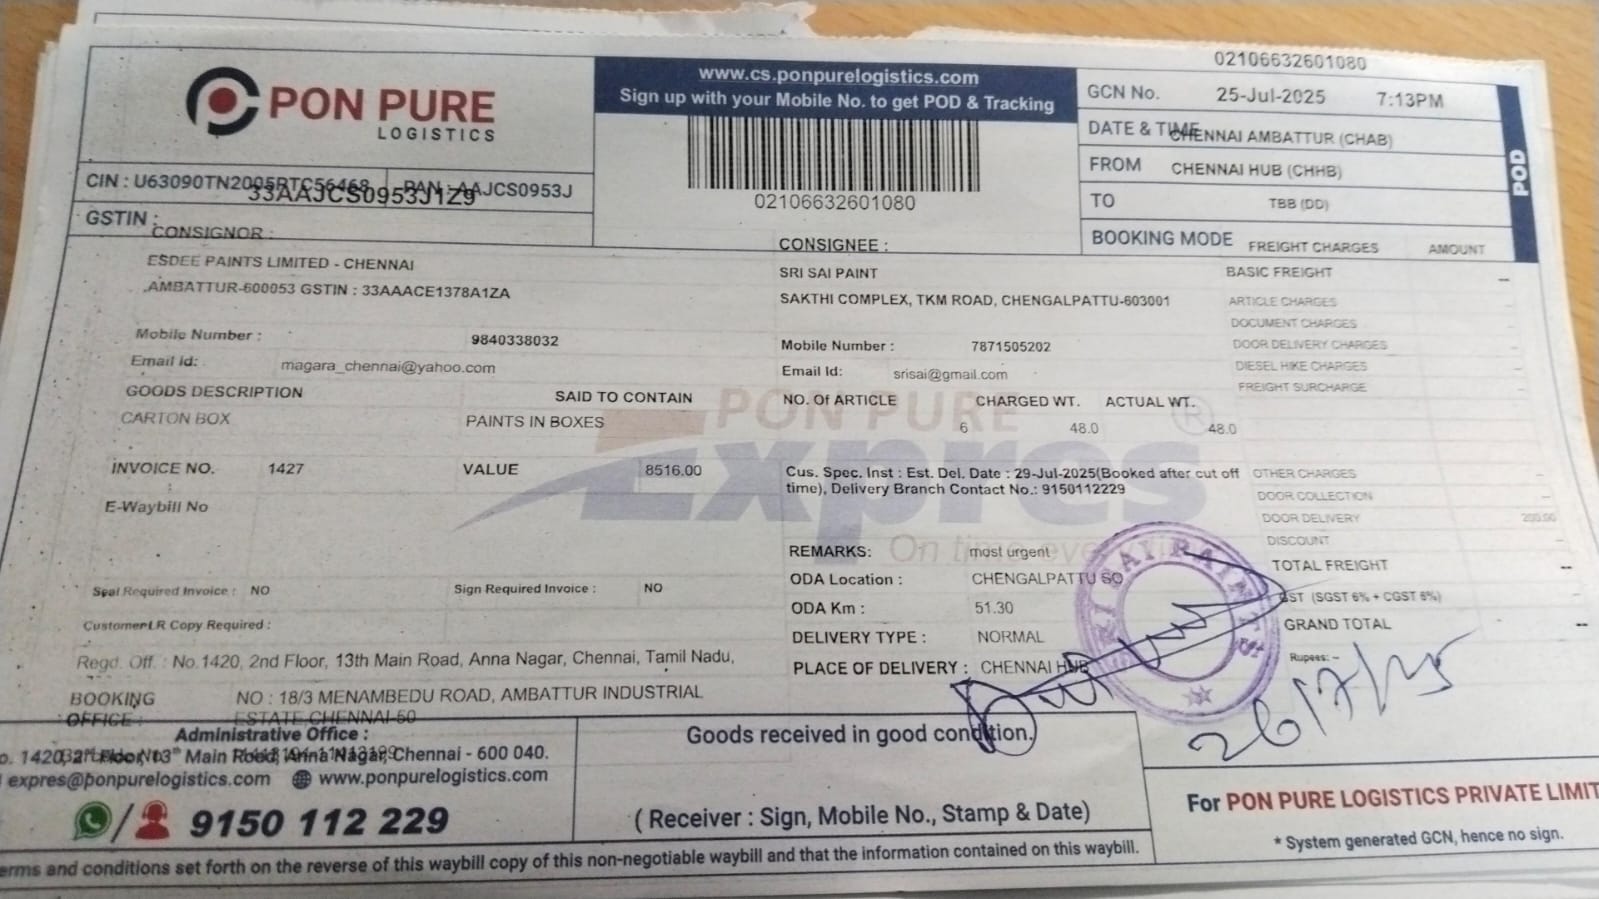 02106632601080
PON PURE
LOGISTICS
www.cs.ponpurelogistics.com
Sign up with your Mobile No. to get POD & Tracking
02106632601080
GCN No. 25-Jul-2025 7:13PM
DATE & TIME CHENNAI AMBATTUR (CHAB)
FROM CHENNAI HUB (CHHB)
TO TBB (DD)
BOOKING MODE
POD
CIN : U63090TN2005PTC56468 PAN : AAJCS0953J
33AAJCS0953J1Z9
GSTIN :
CONSIGNOR :
ESDEE PAINTS LIMITED - CHENNAI
AMBATTUR-600053 GSTIN : 33AAACE1378A1ZA
Mobile Number : 9840338032
Email Id: magara_chennai@yahoo.com
CONSIGNEE :
SRI SAI PAINT
SAKTHI COMPLEX, TKM ROAD, CHENGALPATTU-603001
Mobile Number : 7871505202
Email Id: srisai@gmail.com
FREIGHT CHARGES AMOUNT
BASIC FREIGHT --
ARTICLE CHARGES
DOCUMENT CHARGES
DOOR DELIVERY CHARGES
DIESEL HIKE CHARGES
FREIGHT SURCHARGE
GOODS DESCRIPTION SAID TO CONTAIN NO. Of ARTICLE CHARGED WT. ACTUAL WT.
CARTON BOX PAINTS IN BOXES 6 48.0 48.0
PON PURE
Expres®
On time
INVOICE NO. 1427 VALUE 8516.00
E-Waybill No
Cus. Spec. Inst : Est. Del. Date : 29-Jul-2025(Booked after cut off
time), Delivery Branch Contact No.: 9150112229
OTHER CHARGES
DOOR COLLECTION
DOOR DELIVERY 200.00
DISCOUNT
TOTAL FREIGHT --
GST (SGST 6% + CGST 6%)
GRAND TOTAL --
Rupees: –
REMARKS: most urgent
ODA Location : CHENGALPATTU SO
ODA Km : 51.30
DELIVERY TYPE : NORMAL
PLACE OF DELIVERY : CHENNAI HUB
Seal Required Invoice : NO Sign Required Invoice : NO
Customer LR Copy Required :
Regd. Off. : No.1420, 2nd Floor, 13th Main Road, Anna Nagar, Chennai, Tamil Nadu,
BOOKING OFFICE : NO : 18/3 MENAMBEDU ROAD, AMBATTUR INDUSTRIAL
ESTATE,CHENNAI-50
SRI SAI PAINTS
26/7/25
Administrative Office :
o. 1420, 2nd Floor, 13th Main Road, Anna Nagar, Chennai - 600 040.
expres@ponpurelogistics.com www.ponpurelogistics.com
9150 112 229
Goods received in good condition.
( Receiver : Sign, Mobile No., Stamp & Date)
For PON PURE LOGISTICS PRIVATE LIMIT
* System generated GCN, hence no sign.
erms and conditions set forth on the reverse of this waybill copy of this non-negotiable waybill and that the information contained on this waybill.